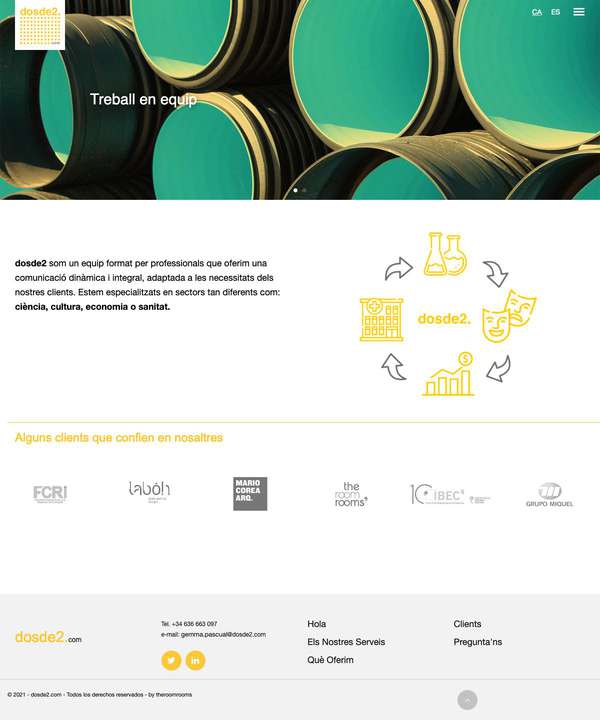 dosde2.
CA ES
Treball en equip
dosde2 som un equip format per professionals que oferim una
comunicació dinàmica i integral, adaptada a les necessitats dels
nostres clients. Estem especialitzats en sectors tan diferents com:
ciència, cultura, economia o sanitat.
dosde2.
Alguns clients que confien en nosaltres
FCRI
labóh
MARIO
COREA
ARQ.
the
room
rooms
IBEC
GRUPO MIQUEL
dosde2.com
Tel. +34 636 663 097
e-mail: gemma.pascual@dosde2.com
Hola
Els Nostres Serveis
Què Oferim
Clients
Pregunta'ns
© 2021 - dosde2.com - Todos los derechos reservados - by theroomrooms